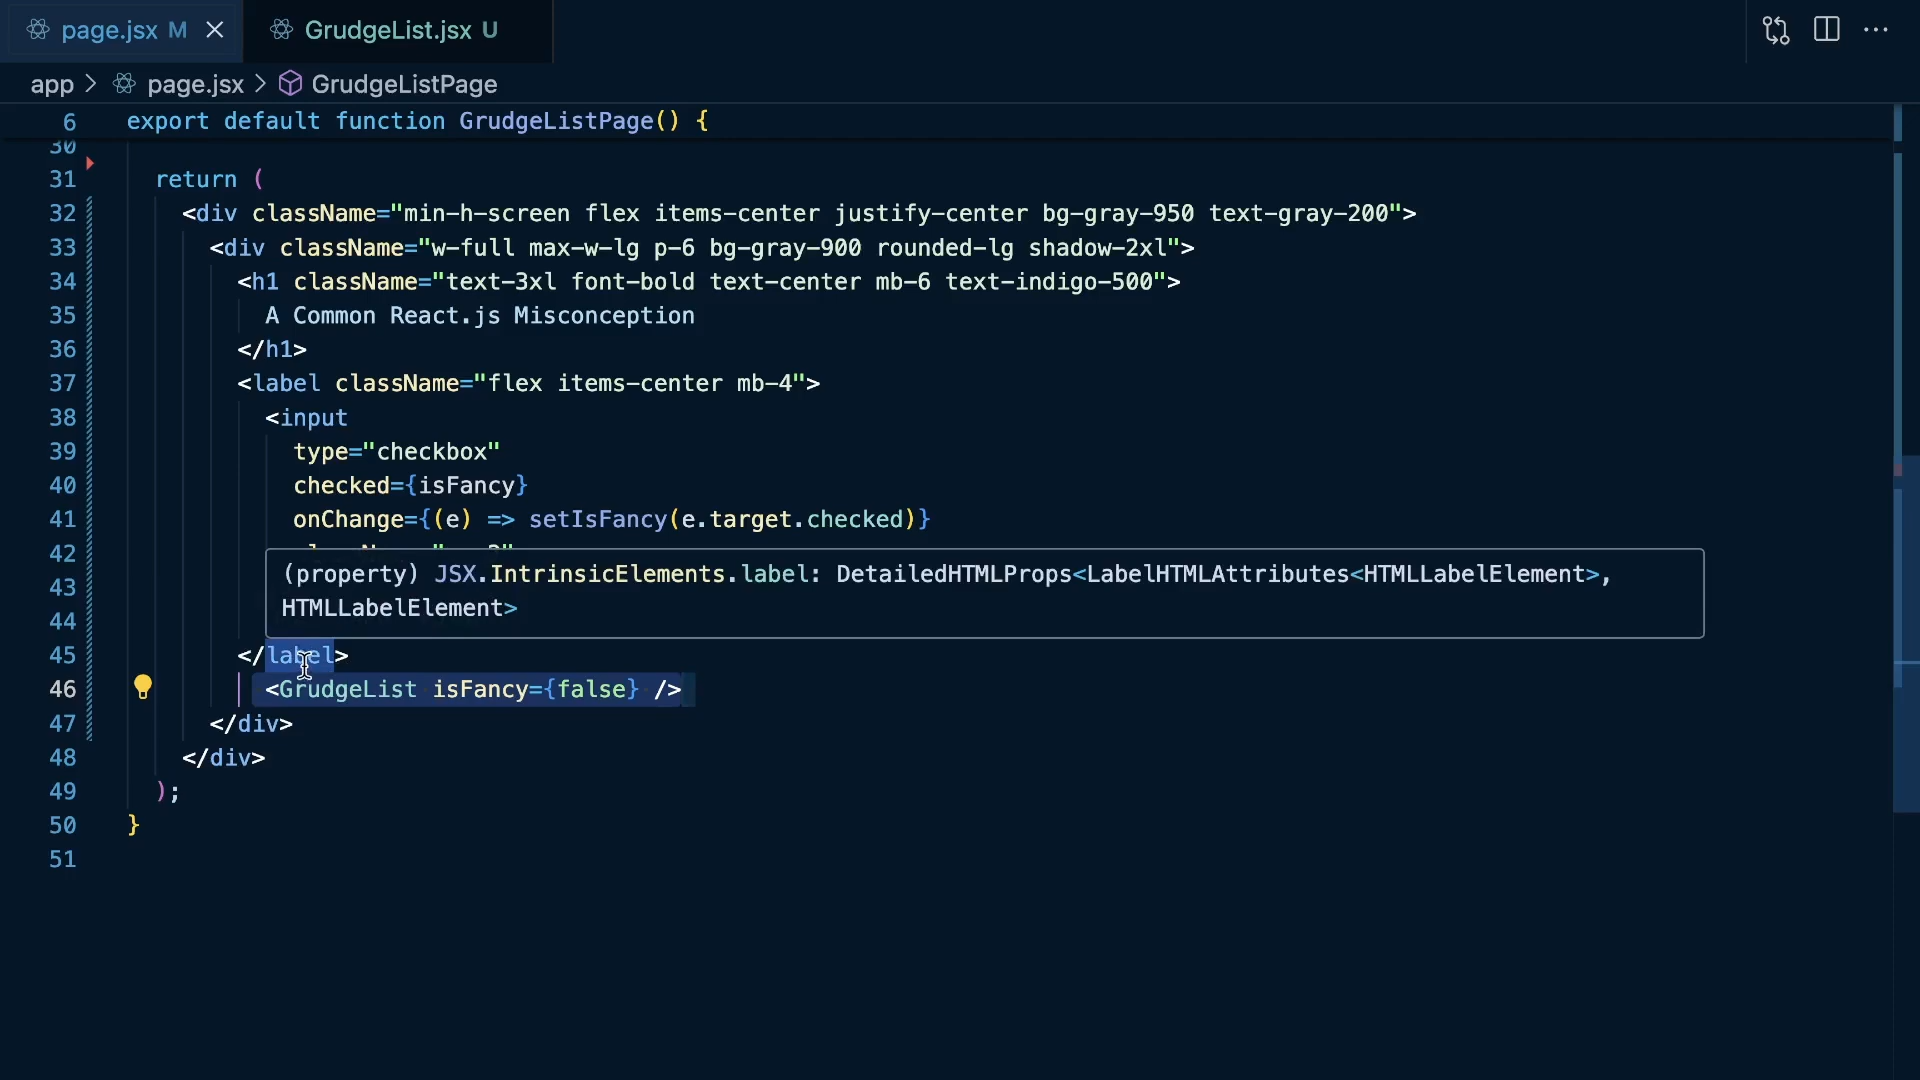 page.jsx M GrudgeList.jsx U
app > page.jsx > GrudgeListPage
6 export default function GrudgeListPage() {
30
31 return (
32 <div className="min-h-screen flex items-center justify-center bg-gray-950 text-gray-200">
33 <div className="w-full max-w-lg p-6 bg-gray-900 rounded-lg shadow-2xl">
34 <h1 className="text-3xl font-bold text-center mb-6 text-indigo-500">
35 A Common React.js Misconception
36 </h1>
37 <label className="flex items-center mb-4">
38 <input
39 type="checkbox"
40 checked={isFancy}
41 onChange={(e) => setIsFancy(e.target.checked)}
42
(property) JSX.IntrinsicElements.label: DetailedHTMLProps<LabelHTMLAttributes<HTMLLabelElement>,
43
HTMLLabelElement>
44
45 </label>
46 <GrudgeList isFancy={false} />
47 </div>
48 </div>
49 );
50 }
51